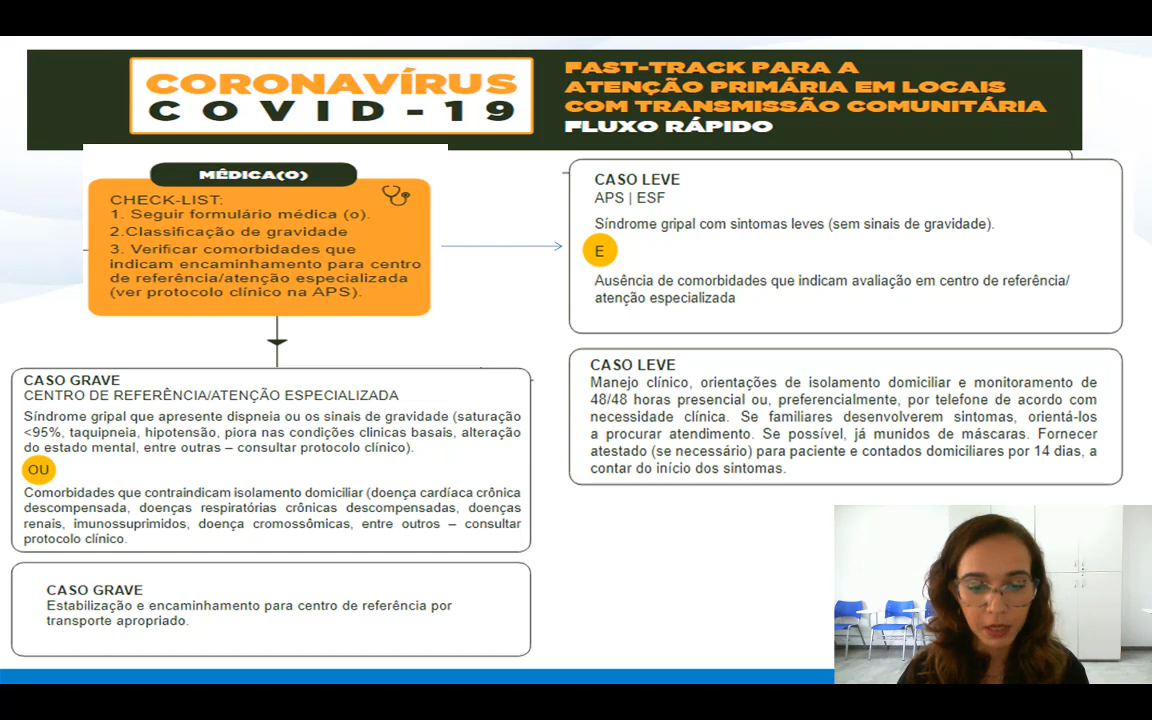 CORONAVÍRUS
COVID-19
FAST-TRACK PARA A
ATENÇÃO PRIMÁRIA EM LOCAIS
COM TRANSMISSÃO COMUNITÁRIA
FLUXO RÁPIDO
MÉDICA(O)
CHECK-LIST:
1. Seguir formulário médica (o).
2.Classificação de gravidade
3. Verificar comorbidades que
indicam encaminhamento para centro
de referência/atenção especializada
(ver protocolo clínico na APS).
CASO LEVE
APS | ESF
Síndrome gripal com sintomas leves (sem sinais de gravidade).
E
Ausência de comorbidades que indicam avaliação em centro de referência/
atenção especializada
CASO LEVE
Manejo clínico, orientações de isolamento domiciliar e monitoramento de
48/48 horas presencial ou, preferencialmente, por telefone de acordo com
necessidade clínica. Se familiares desenvolverem sintomas, orientá-los
a procurar atendimento. Se possível, já munidos de máscaras. Fornecer
atestado (se necessário) para paciente e contados domiciliares por 14 dias, a
contar do início dos sintomas.
CASO GRAVE
CENTRO DE REFERÊNCIA/ATENÇÃO ESPECIALIZADA
Síndrome gripal que apresente dispneia ou os sinais de gravidade (saturação
<95%, taquipneia, hipotensão, piora nas condições clinicas basais, alteração
do estado mental, entre outras – consultar protocolo clínico).
OU
Comorbidades que contraindicam isolamento domiciliar (doença cardíaca crônica
descompensada, doenças respiratórias crônicas descompensadas, doenças
renais, imunossuprimidos, doença cromossômicas, entre outros – consultar
protocolo clínico.
CASO GRAVE
Estabilização e encaminhamento para centro de referência por
transporte apropriado.